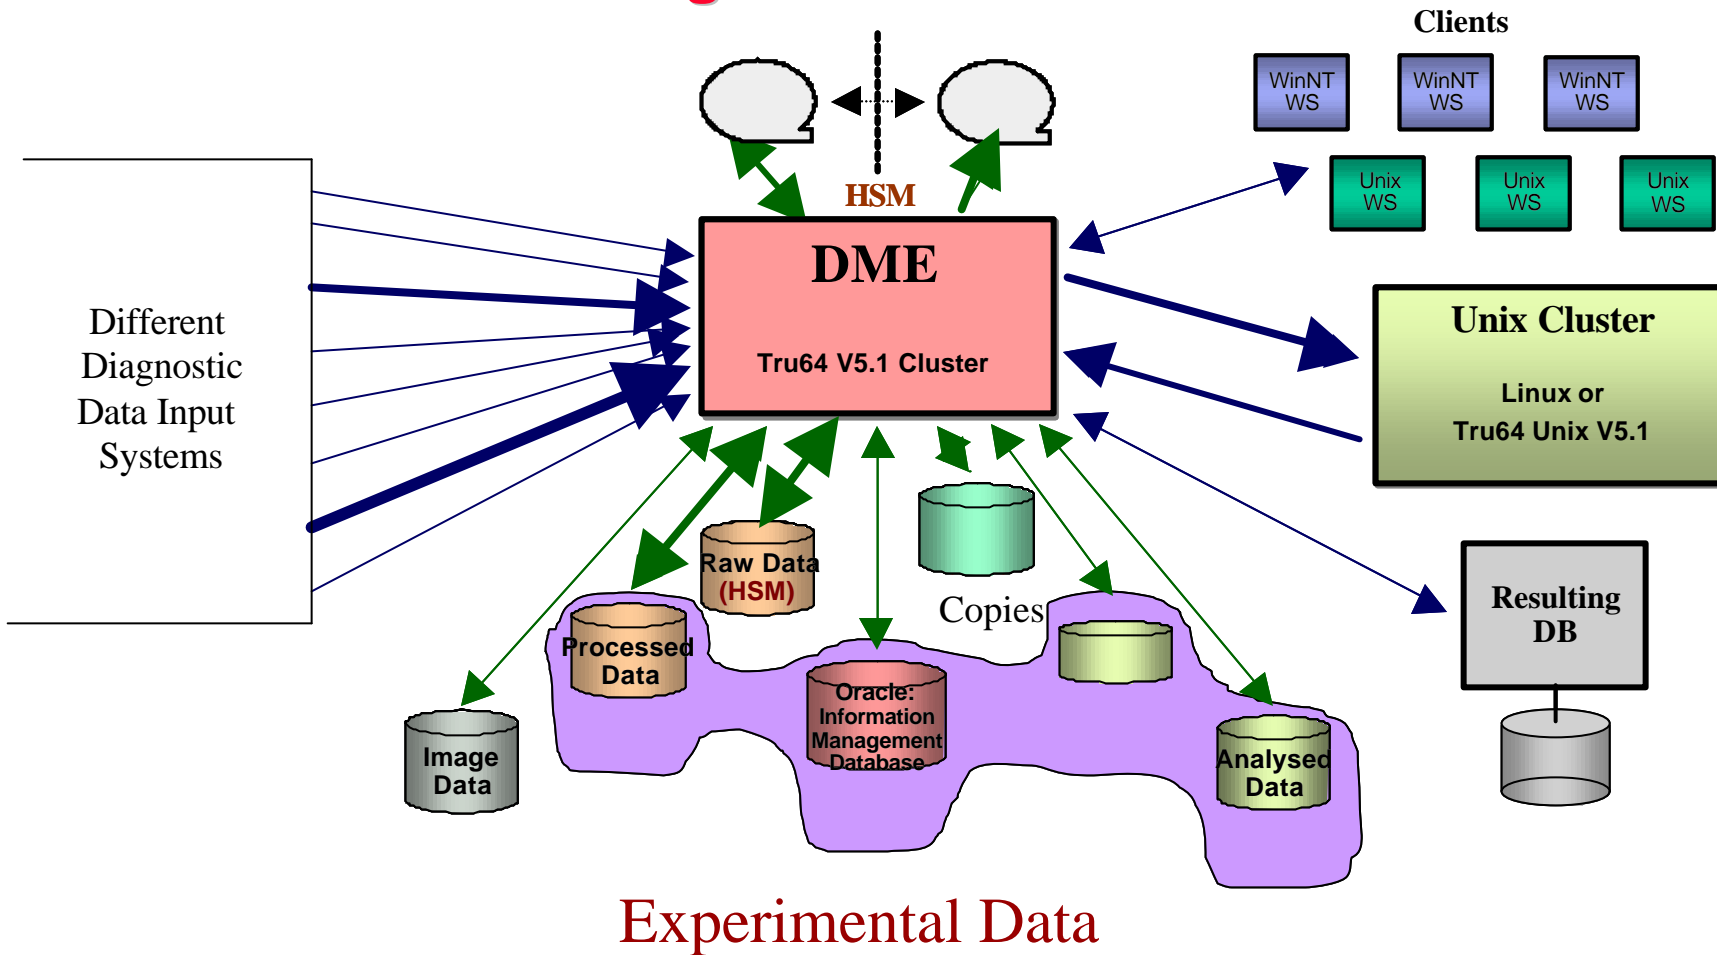 Clients
WinNT
WS
WinNT
WS
WinNT
WS
Unix
WS
Unix
WS
Unix
WS
HSM
DME
Tru64 V5.1 Cluster
Different
Diagnostic
Data Input
Systems
Unix Cluster
Linux or
Tru64 Unix V5.1
Raw Data
(HSM)
Copies
Resulting
DB
Processed
Data
Oracle:
Information
Management
Database
Image
Data
Analysed
Data
Experimental Data